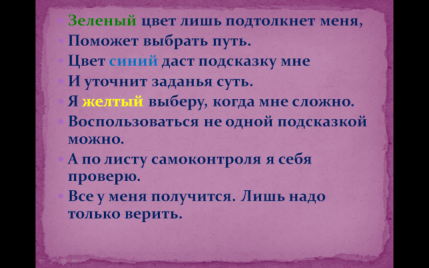 Зеленый цвет лишь подтолкнет меня,
Поможет выбрать путь.
Цвет синий даст подсказку мне
И уточнит заданья суть.
Я желтый выберу, когда мне сложно.
Воспользоваться не одной подсказкой
можно.
А по листу самоконтроля я себя
проверю.
Все у меня получится. Лишь надо
только верить.